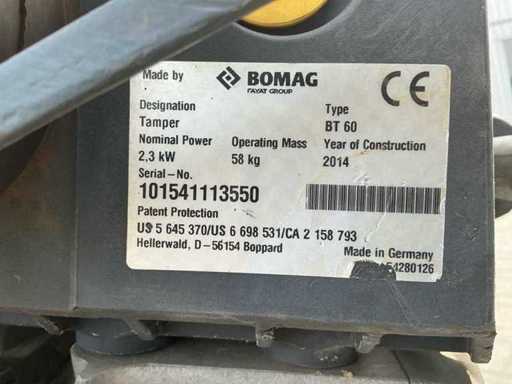 Made by BOMAG CE
FAYAT GROUP
Designation Type
Tamper BT 60
Nominal Power Operating Mass Year of Construction
2,3 kW 58 kg 2014
Serial-No.
101541113550
Patent Protection
US 5 645 370/US 6 698 531/CA 2 158 793
Hellerwald, D-56154 Boppard Made in Germany
54280126